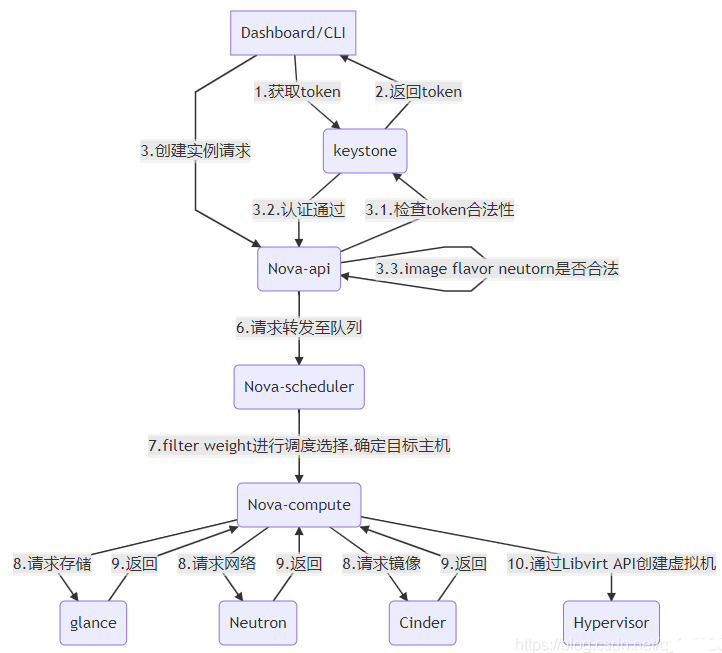 Dashboard/CLI
1.获取token
2.返回token
3.创建实例请求
keystone
3.2.认证通过
3.1.检查token合法性
Nova-api
3.3.image flavor neutorn是否合法
6.请求转发至队列
Nova-scheduler
7.filter weight进行调度选择.确定目标主机
Nova-compute
8.请求存储
9.返回
8.请求网络
9.返回
8.请求镜像
9.返回
10.通过Libvirt API创建虚拟机
glance
Neutron
Cinder
Hypervisor
https://blog.csdn.net/q